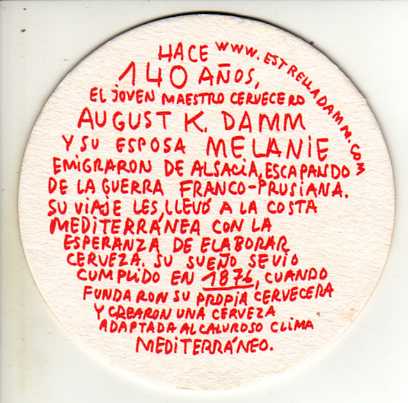 HACE
WWW.ESTRELLADAMM.COM
140 AÑOS,
EL JOVEN MAESTRO CERVECERO
AUGUST K. DAMM
Y SU ESPOSA MELANIE
EMIGRARON DE ALSACIA, ESCAPANDO
DE LA GUERRA FRANCO-PRUSIANA.
SU VIAJE LES LLEVÓ A LA COSTA
MEDITERRÁNEA CON LA
ESPERANZA DE ELABORAR
CERVEZA. SU SUEÑO SE VIO
CUMPLIDO EN 1876, CUANDO
FUNDARON SU PROPIA CERVECERA
Y CREARON UNA CERVEZA
ADAPTADA AL CALUROSO CLIMA
MEDITERRÁNEO.